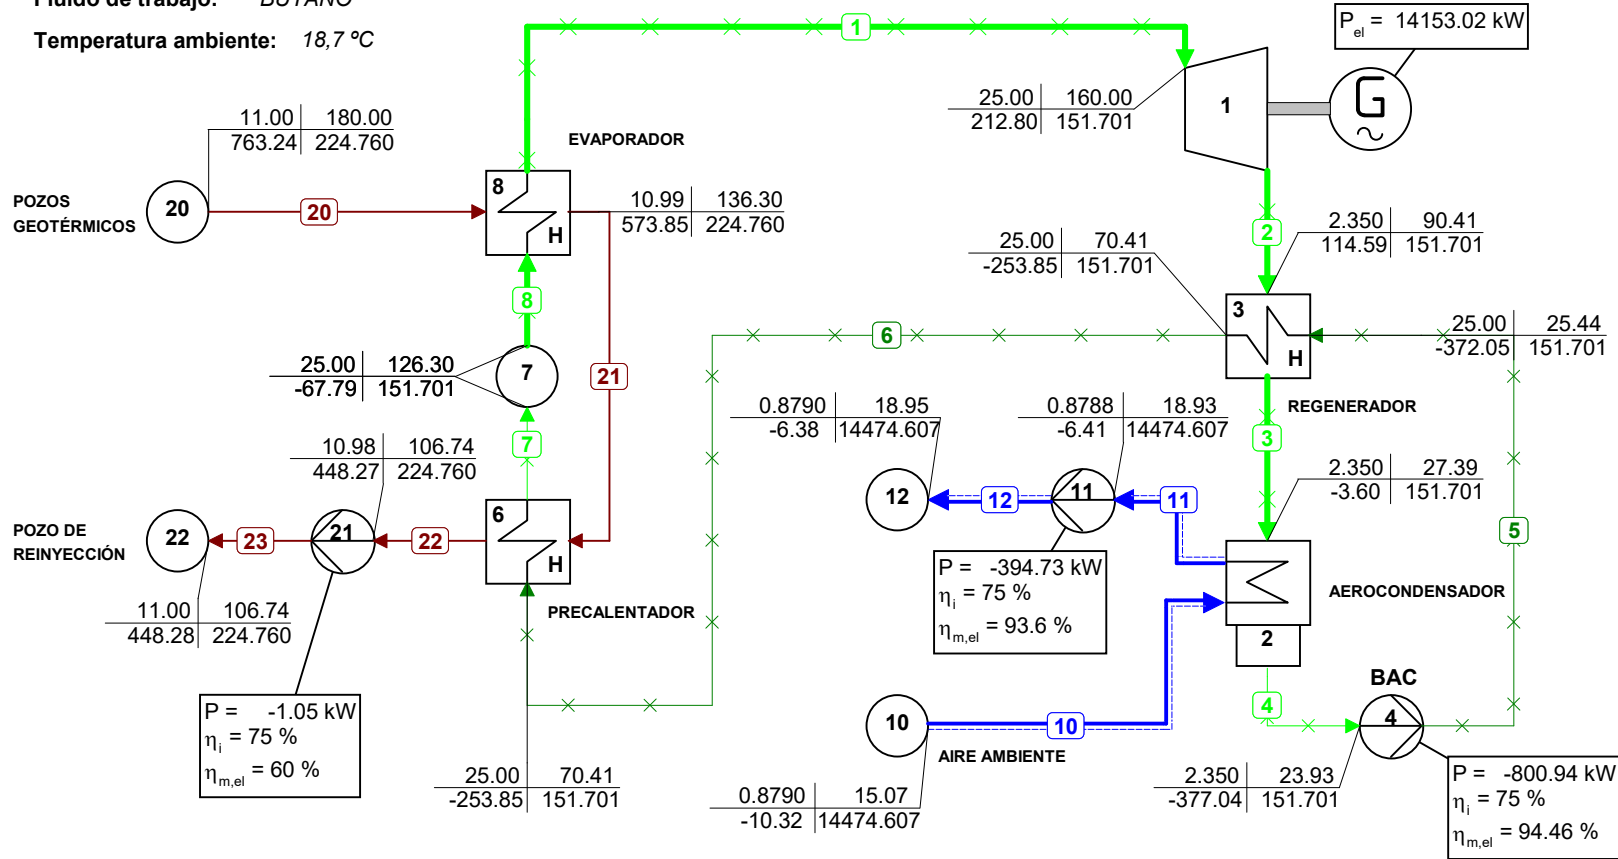 Fluido de trabajo: BUTANO
Temperatura ambiente: 18,7 ºC
1
P_el = 14153.02 kW
G
11.00 180.00
763.24 224.760
EVAPORADOR
25.00 160.00
212.80 151.701
1
POZOS
GEOTÉRMICOS
20
20
8
H
10.99 136.30
573.85 224.760
2
2.350 90.41
114.59 151.701
25.00 70.41
-253.85 151.701
8
3
H
6
25.00 25.44
-372.05 151.701
25.00 126.30
-67.79 151.701
7
21
REGENERADOR
0.8790 18.95
-6.38 14474.607
0.8788 18.93
-6.41 14474.607
3
7
10.98 106.74
448.27 224.760
2.350 27.39
-3.60 151.701
12
12
11
11
POZO DE
REINYECCIÓN
22
23
21
22
6
H
5
P = -394.73 kW
η_i = 75 %
η_m,el = 93.6 %
AEROCONDENSADOR
PRECALENTADOR
11.00 106.74
448.28 224.760
2
BAC
P = -1.05 kW
η_i = 75 %
η_m,el = 60 %
10
10
4
4
AIRE AMBIENTE
25.00 70.41
-253.85 151.701
0.8790 15.07
-10.32 14474.607
2.350 23.93
-377.04 151.701
P = -800.94 kW
η_i = 75 %
η_m,el = 94.46 %